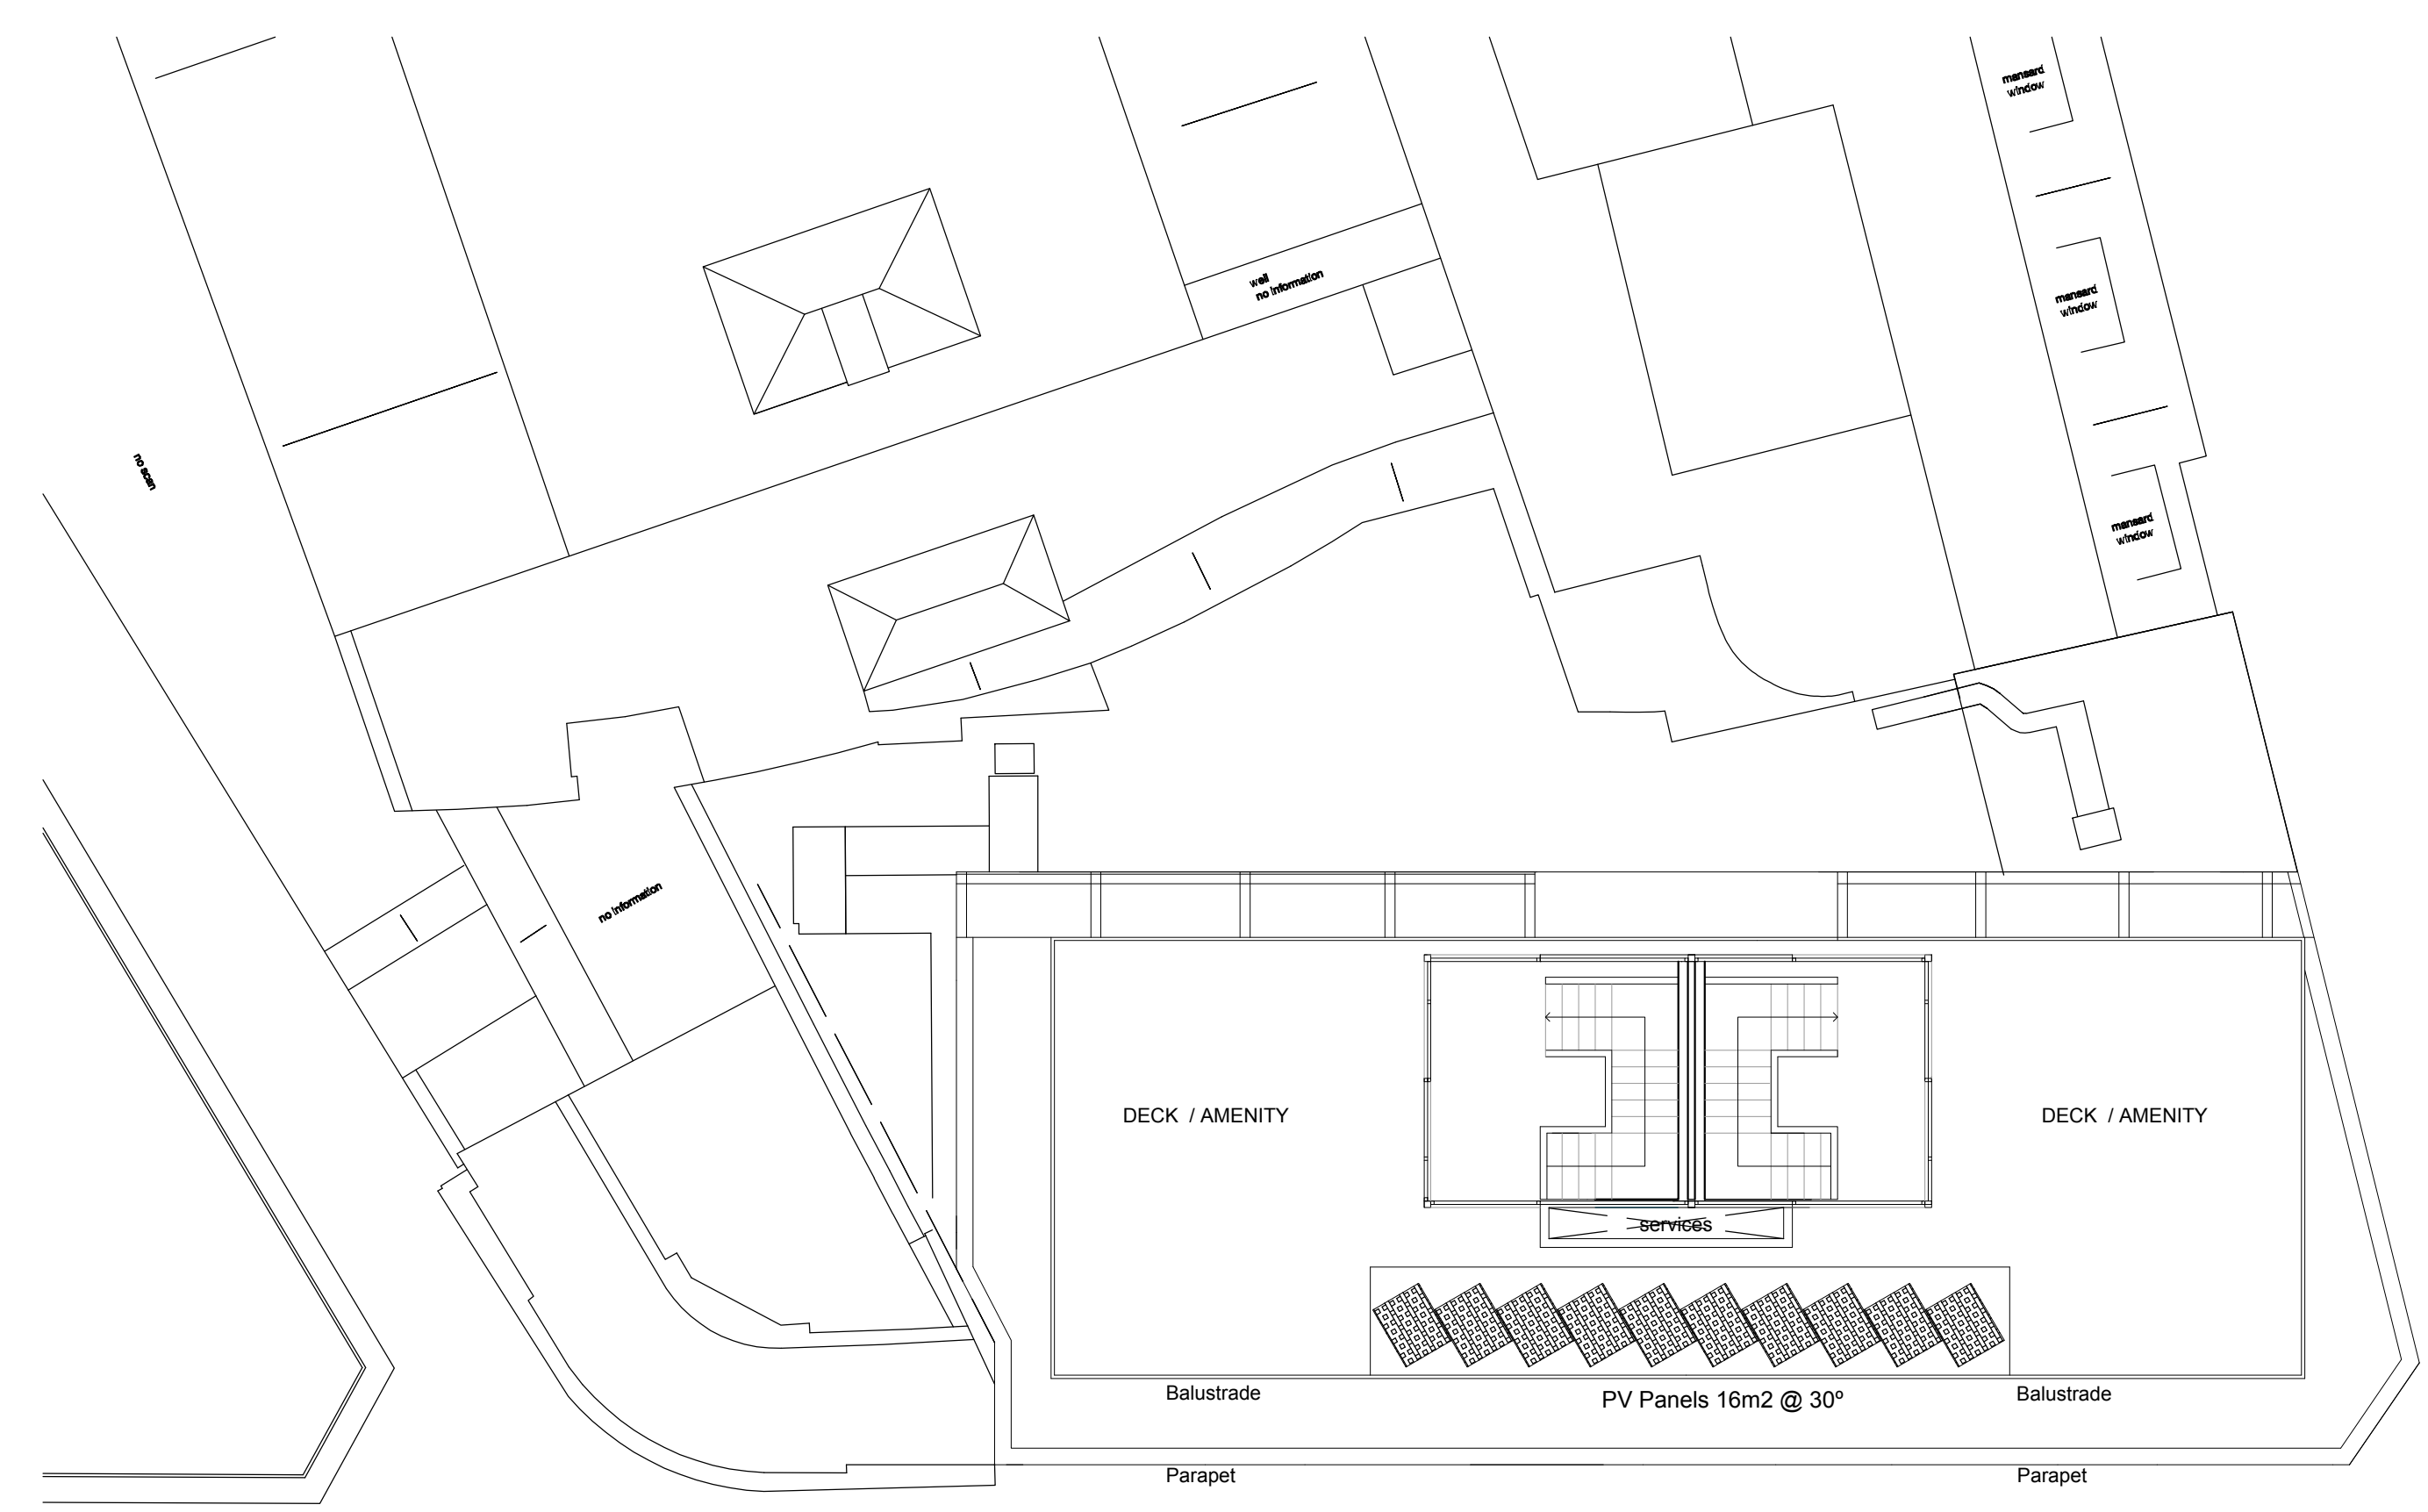 mansard
window
well
no information
mansard
window
no scan
mansard
window
no information
DECK / AMENITY
DECK / AMENITY
services
Balustrade
PV Panels 16m2 @ 30º
Balustrade
Parapet
Parapet